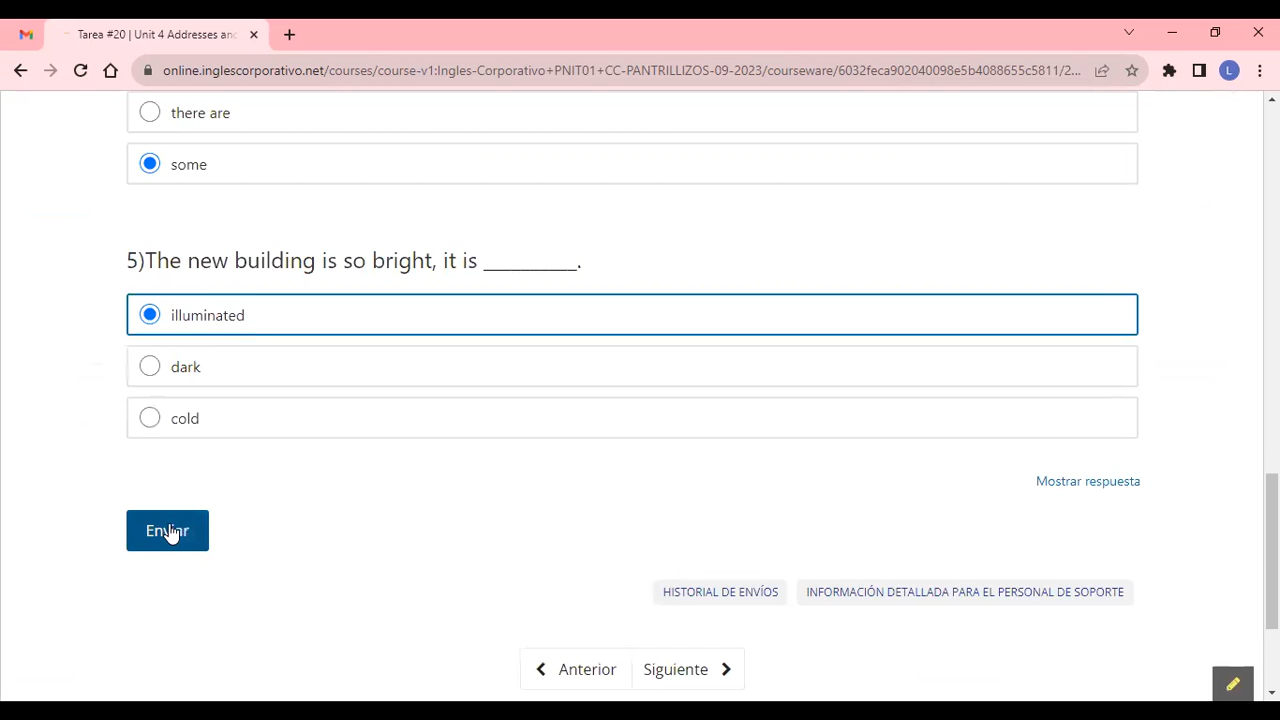 Tarea #20 | Unit 4 Addresses anc
online.inglescorporativo.net/courses/course-v1:Ingles-Corporativo+PNIT01+CC-PANTRILLIZOS-09-2023/courseware/6032feca902040098e5b4088655c5811/2...
L
there are
some
5)The new building is so bright, it is __________.
illuminated
dark
cold
Mostrar respuesta
Enviar
HISTORIAL DE ENVÍOS
INFORMACIÓN DETALLADA PARA EL PERSONAL DE SOPORTE
Anterior
Siguiente